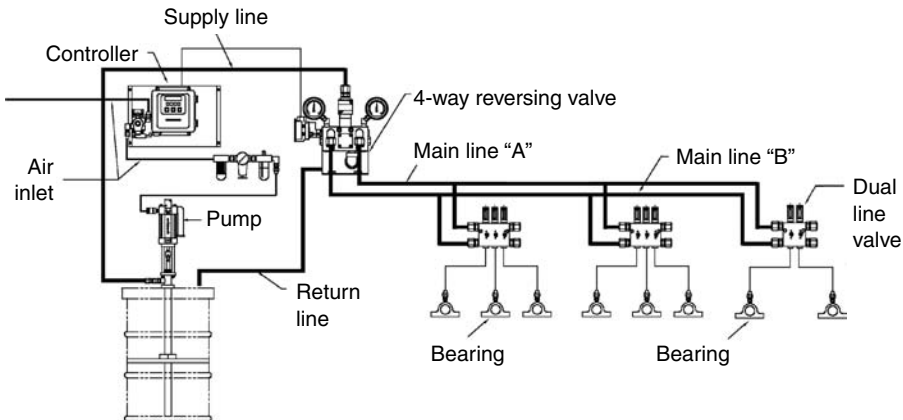 Supply line
Controller
4-way reversing valve
Main line “A”
Main line “B”
Air
inlet
Dual
line
valve
Pump
Return
line
Bearing
Bearing